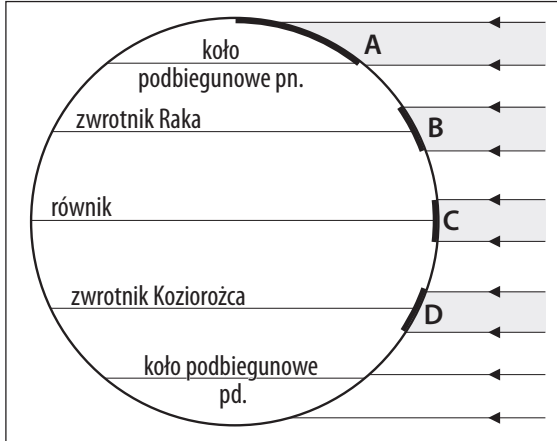 A
koło
podbiegunowe pn.
B
zwrotnik Raka
równik
C
zwrotnik Koziorożca
D
koło podbiegunowe
pd.